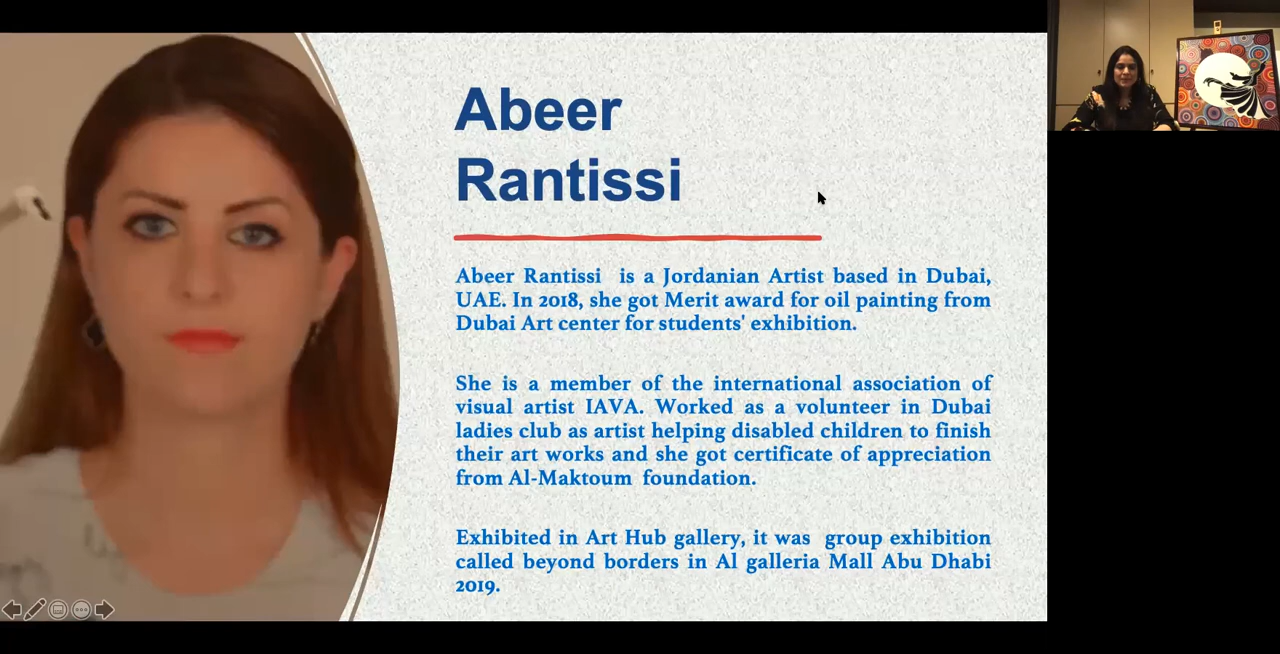 Abeer
Rantissi
Abeer Rantissi is a Jordanian Artist based in Dubai,
UAE. In 2018, she got Merit award for oil painting from
Dubai Art center for students' exhibition.
She is a member of the international association of
visual artist IAVA. Worked as a volunteer in Dubai
ladies club as artist helping disabled children to finish
their art works and she got certificate of appreciation
from Al-Maktoum foundation.
Exhibited in Art Hub gallery, it was group exhibition
called beyond borders in Al galleria Mall Abu Dhabi
2019.